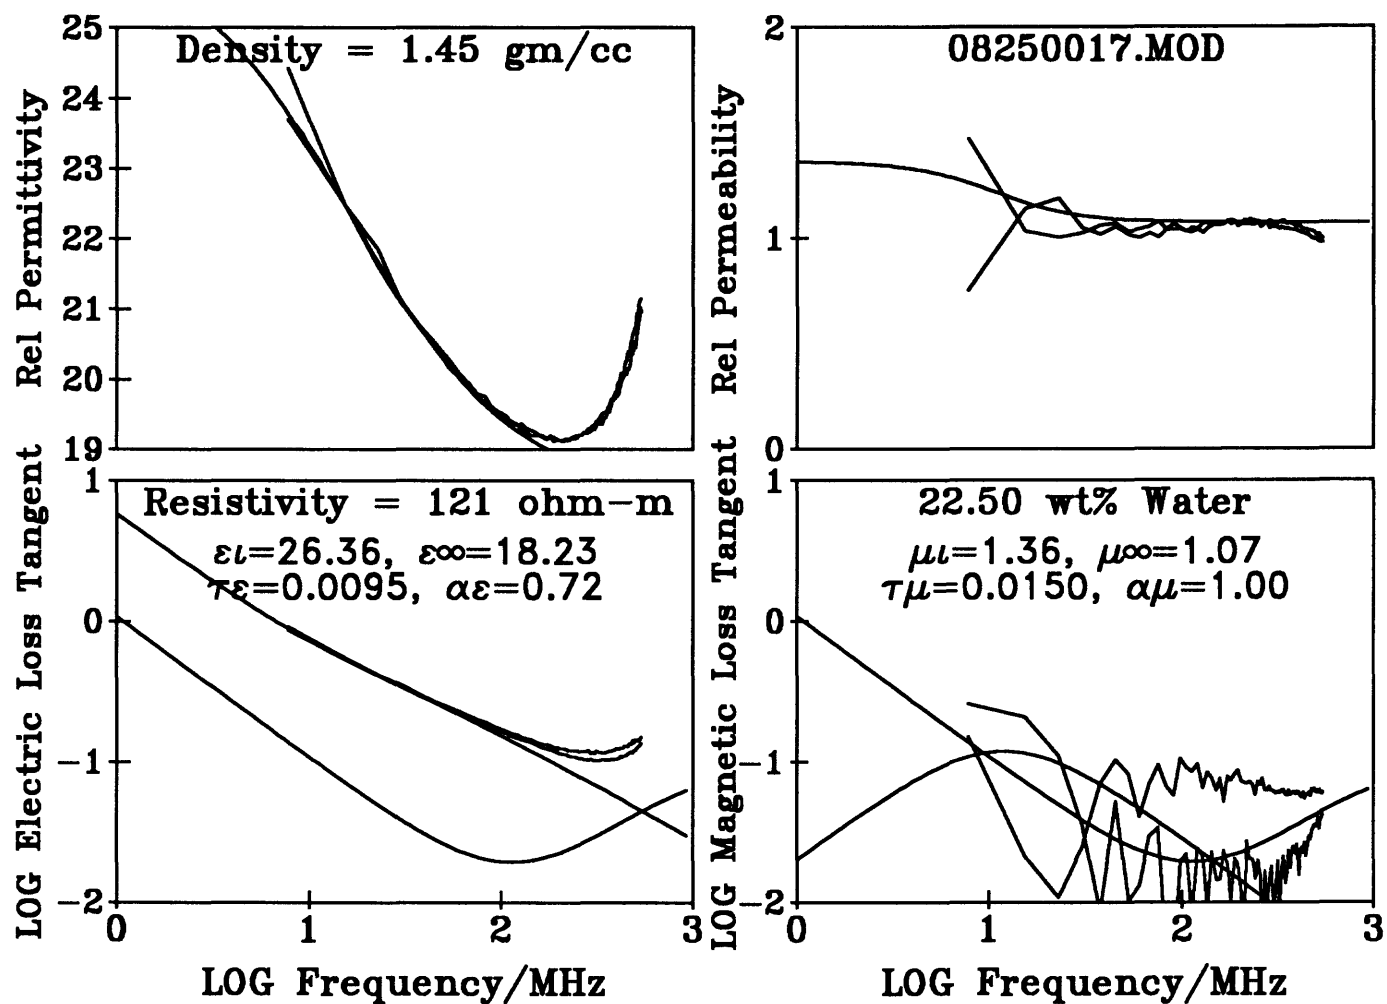 25
24
23
22
21
20
19
Rel Permittivity
Density = 1.45 gm/cc
2
1
0
Rel Permeability
08250017.MOD
1
0
−1
−2
LOG Electric Loss Tangent
Resistivity = 121 ohm−m
ει=26.36, ε∞=18.23
τε=0.0095, αε=0.72
0 1 2 3
LOG Frequency/MHz
1
0
−1
−2
LOG Magnetic Loss Tangent
22.50 wt% Water
μι=1.36, μ∞=1.07
τμ=0.0150, αμ=1.00
0 1 2 3
LOG Frequency/MHz